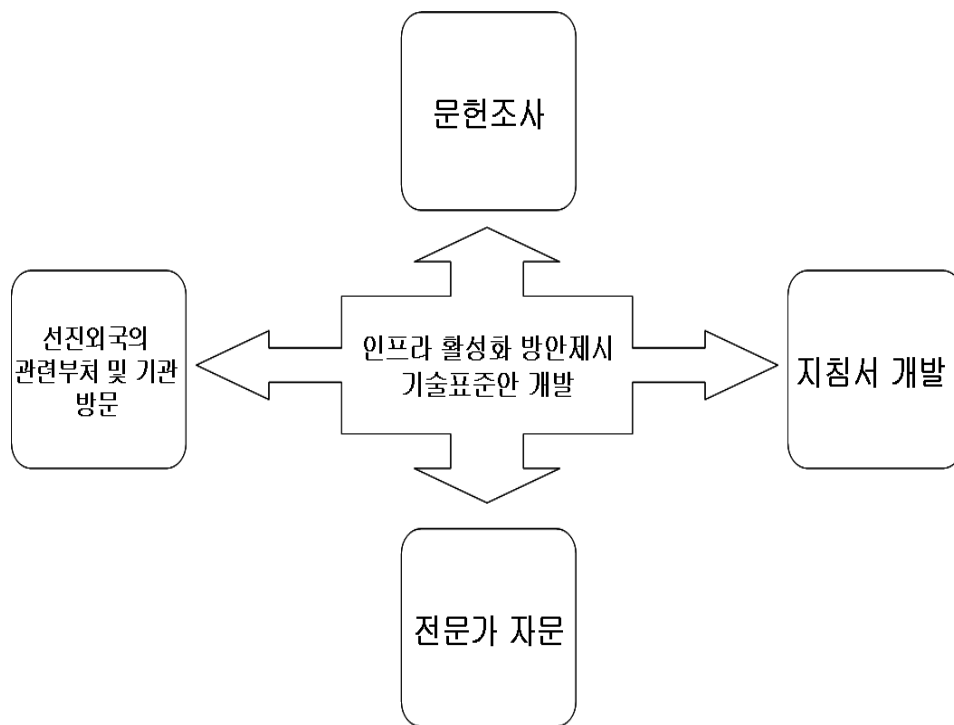 문헌조사
선진외국의
관련부처 및 기관
방문
인프라 활성화 방안제시
기술표준안 개발
지침서 개발
전문가 자문